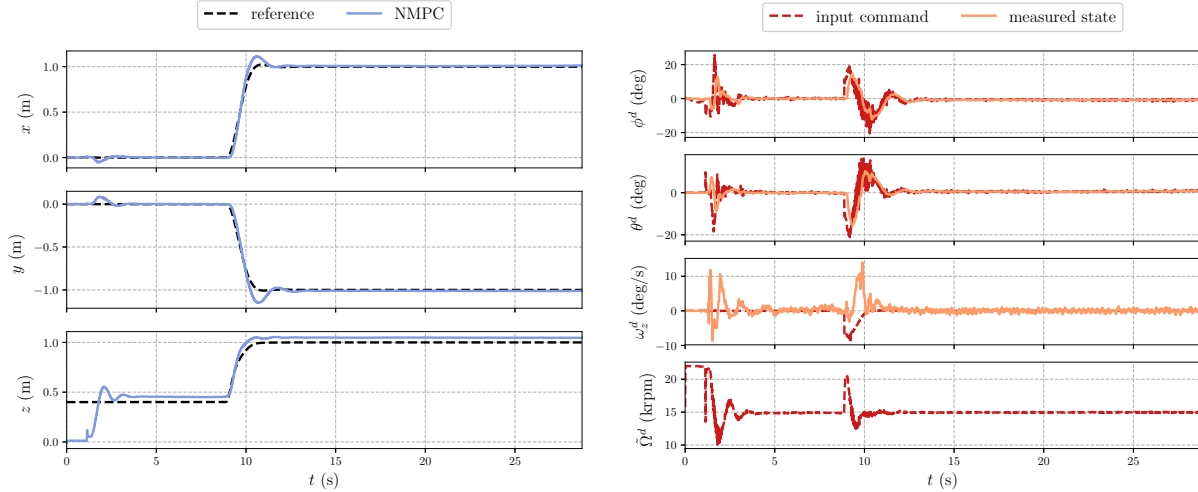 reference NMPC
1.0
0.5
0.0
x (m)
0.0
−0.5
−1.0
y (m)
1.0
0.5
0.0
z (m)
0 5 10 15 20 25
t (s)
input command measured state
20
0
−20
ϕᵈ (deg)
0
−20
θᵈ (deg)
10
0
−10
ω_z^d (deg/s)
20
15
10
Ω̃ᵈ (krpm)
0 5 10 15 20 25
t (s)